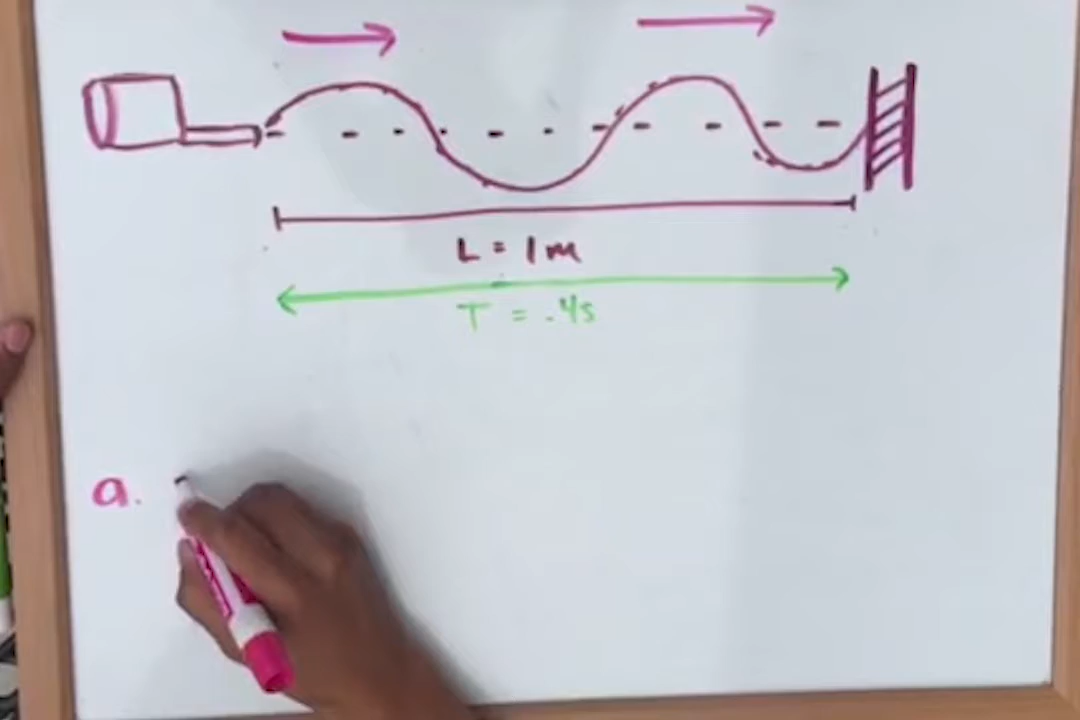 L = 1m
T = .4s
a.